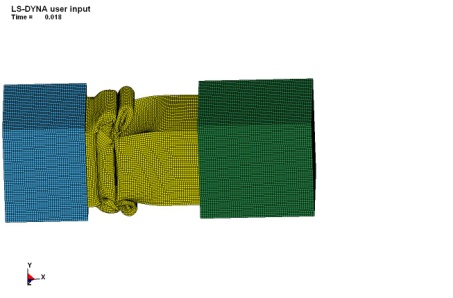 LS-DYNA user input
Time = 0.018
Y
X